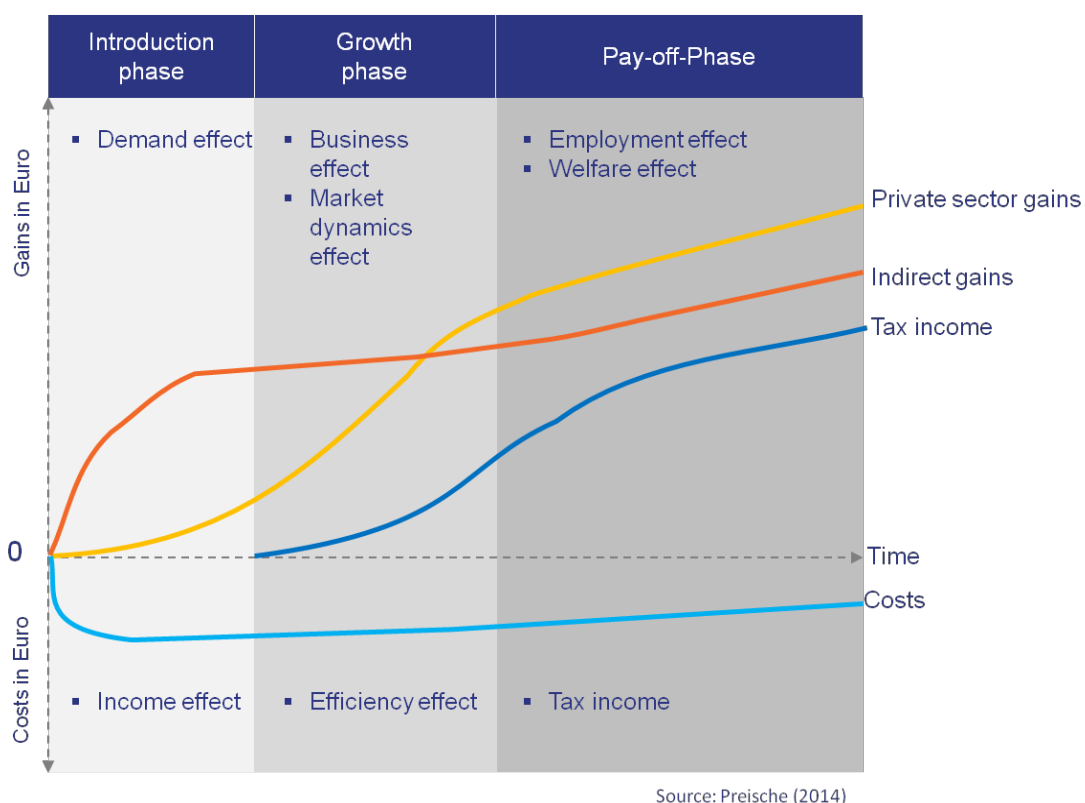 Introduction
phase
Growth
phase
Pay-off-Phase
Gains in Euro
▪ Demand effect
▪ Business
effect
▪ Market
dynamics
effect
▪ Employment effect
▪ Welfare effect
Private sector gains
Indirect gains
Tax income
0
Time
Costs
Costs in Euro
▪ Income effect
▪ Efficiency effect
▪ Tax income
Source: Preische (2014)